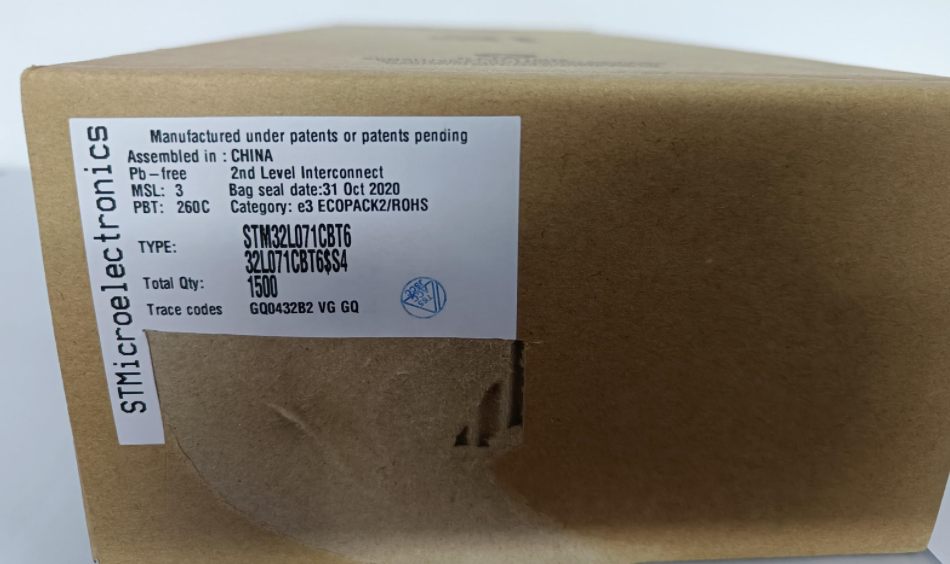 STMicroelectronics
Manufactured under patents or patents pending
Assembled in : CHINA
Pb-free 2nd Level Interconnect
MSL: 3 Bag seal date:31 Oct 2020
PBT: 260C Category: e3 ECOPACK2/ROHS
TYPE: STM32L071CBT6
32L071CBT6$S4
Total Qty: 1500
Trace codes GQ0432B2 VG GQ